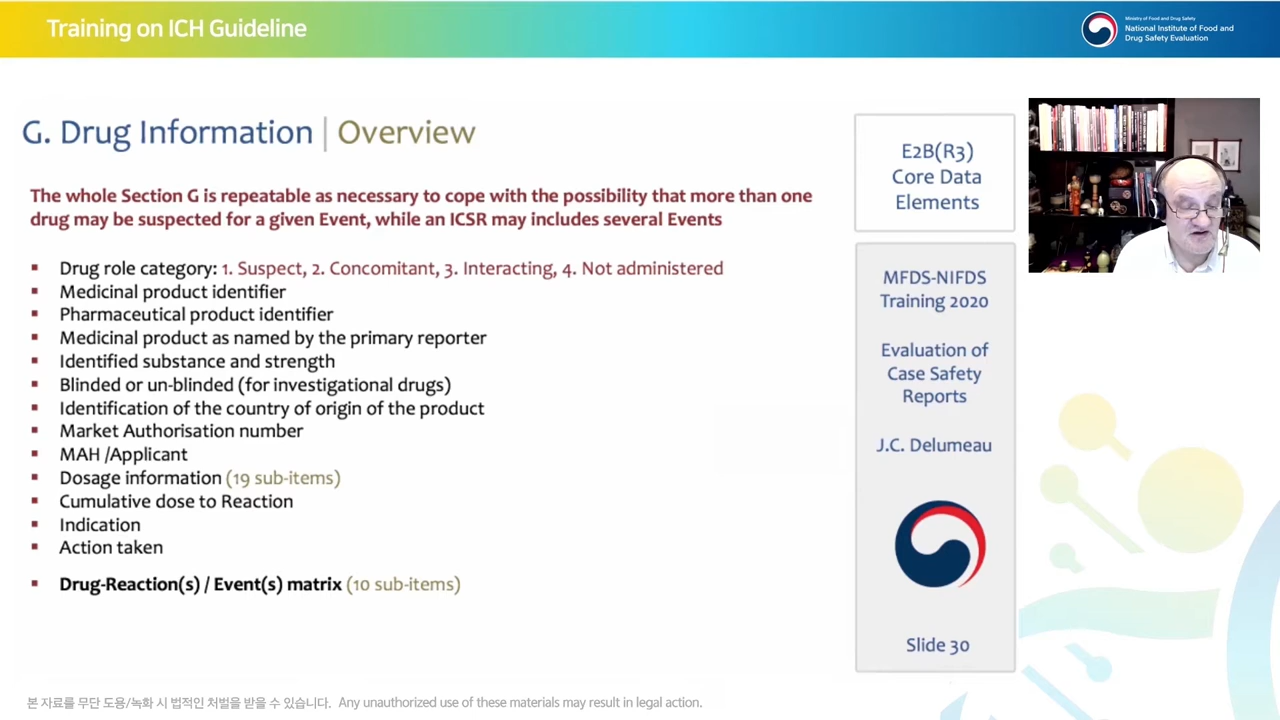 Training on ICH Guideline
Ministry of Food and Drug Safety
National Institute of Food and
Drug Safety Evaluation
G. Drug Information | Overview
The whole Section G is repeatable as necessary to cope with the possibility that more than one
drug may be suspected for a given Event, while an ICSR may includes several Events
▪ Drug role category: 1. Suspect, 2. Concomitant, 3. Interacting, 4. Not administered
▪ Medicinal product identifier
▪ Pharmaceutical product identifier
▪ Medicinal product as named by the primary reporter
▪ Identified substance and strength
▪ Blinded or un-blinded (for investigational drugs)
▪ Identification of the country of origin of the product
▪ Market Authorisation number
▪ MAH /Applicant
▪ Dosage information (19 sub-items)
▪ Cumulative dose to Reaction
▪ Indication
▪ Action taken
▪ Drug-Reaction(s) / Event(s) matrix (10 sub-items)
E2B(R3)
Core Data
Elements
MFDS-NIFDS
Training 2020
Evaluation of
Case Safety
Reports
J.C. Delumeau
Slide 30
본 자료를 무단 도용/녹화 시 법적인 처벌을 받을 수 있습니다. Any unauthorized use of these materials may result in legal action.